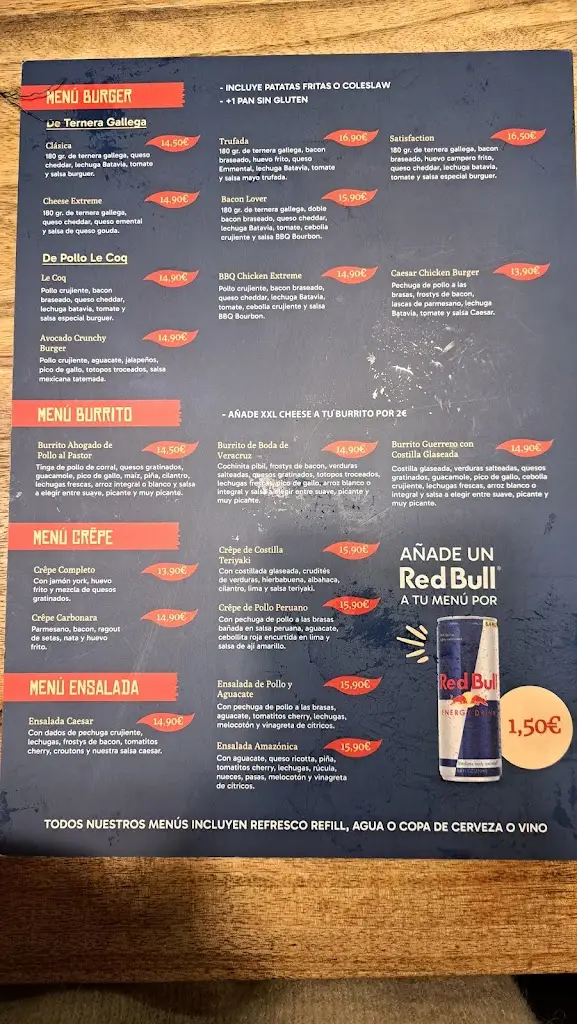 MENÚ BURGER
- INCLUYE PATATAS FRITAS O COLESLAW
- +1 PAN SIN GLUTEN
De Ternera Gallega
Clásica
14.50€
180 gr. de ternera gallega, queso
cheddar, lechuga Batavia, tomate
y salsa burguer.
Trufada
16.90€
180 gr. de ternera gallega, bacon
braseado, huevo frito, queso
Emmental, lechuga Batavia, tomate
y salsa mayo trufada.
Satisfaction
16.50€
180 gr. de ternera gallega, bacon
braseado, huevo campero frito,
queso cheddar, lechuga batavia,
tomate y salsa especial burger.
Cheese Extreme
14.90€
180 gr. de ternera gallega,
queso cheddar, queso emental
y salsa de queso gouda.
Bacon Lover
15.90€
180 gr. de ternera gallega, doble
bacon braseado, queso cheddar,
lechuga Batavia, tomate, cebolla
crujiente y salsa BBQ Bourbon.
De Pollo Le Coq
Le Coq
14.90€
Pollo crujiente, bacon
braseado, queso cheddar,
lechuga batavia, tomate y
salsa especial burguer.
BBQ Chicken Extreme
14.90€
Pollo crujiente, bacon braseado,
queso cheddar, lechuga Batavia,
tomate, cebolla crujiente y salsa
BBQ Bourbon.
Caesar Chicken Burger
13.90€
Pechuga de pollo a las
brasas, frostys de bacon,
lascas de parmesano, lechuga
Batavia, tomate y salsa Caesar.
Avocado Crunchy
Burger
14.90€
Pollo crujiente, aguacate, jalapeños,
pico de gallo, totopos troceados, salsa
mexicana tatemada.
MENÚ BURRITO
- AÑADE XXL CHEESE A TU BURRITO POR 2€
Burrito Ahogado de
Pollo al Pastor
14,50€
Tinga de pollo de corral, quesos gratinados,
guacamole, pico de gallo, maíz, piña, cilantro,
lechugas frescas, arroz integral o blanco y salsa
a elegir entre suave, picante y muy picante.
Burrito de Boda de
Veracruz
14.90€
Cochinita pibil, frostys de bacon, verduras
salteadas, quesos gratinados, totopos troceados,
lechugas frescas, pico de gallo, arroz blanco o
integral y salsa a elegir entre suave, picante y
muy picante.
Burrito Guerrero con
Costilla Glaseada
14.90€
Costilla glaseada, verduras salteadas, quesos
gratinados, guacamole, pico de gallo, cebolla
crujiente, lechugas frescas, arroz blanco o
integral y salsa a elegir entre suave, picante y
muy picante.
MENÚ CRÊPE
Crêpe Completo
13.90€
Con jamón york, huevo
frito y mezcla de quesos
gratinados.
Crêpe de Costilla
Teriyaki
15,90€
Con costillada glaseada, crudités
de verduras, hierbabuena, albahaca,
cilantro, lima y salsa teriyaki.
Crêpe Carbonara
14,90€
Parmesano, bacon, ragout
de setas, nata y huevo
frito.
Crêpe de Pollo Peruano
15,90€
Con pechuga de pollo a las brasas
bañada en salsa peruana, aguacate,
cebollita roja encurtida en lima y
salsa de ají amarillo.
AÑADE UN
Red Bull
A TU MENÚ POR
Red Bull
ENERGY DRINK
1,50€
MENÚ ENSALADA
Ensalada Caesar
14.90€
Con dados de pechuga crujiente,
lechugas, frostys de bacon, tomatitos
cherry, croutons y nuestra salsa caesar.
Ensalada de Pollo y
Aguacate
15,90€
Con pechuga de pollo a las brasas,
aguacate, tomatitos cherry, lechugas,
melocotón y vinagreta de cítricos.
Ensalada Amazónica
15,90€
Con aguacate, queso ricotta, piña,
tomatitos cherry, lechugas, rúcula,
nueces, pasas, melocotón y vinagreta
de cítricos.
TODOS NUESTROS MENÚS INCLUYEN REFRESCO REFILL, AGUA O COPA DE CERVEZA O VINO